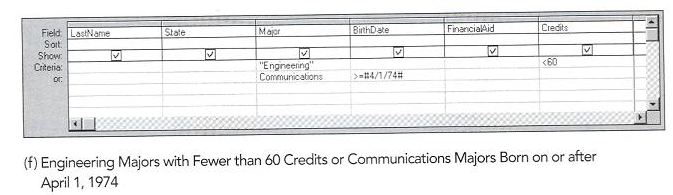 Field: LastName State Major BirthDate FinancialAid Credits
Sort:
Show:
Criteria: "Engineering" <60
or: Communications >=#4/1/74#
(f) Engineering Majors with Fewer than 60 Credits or Communications Majors Born on or after
April 1, 1974